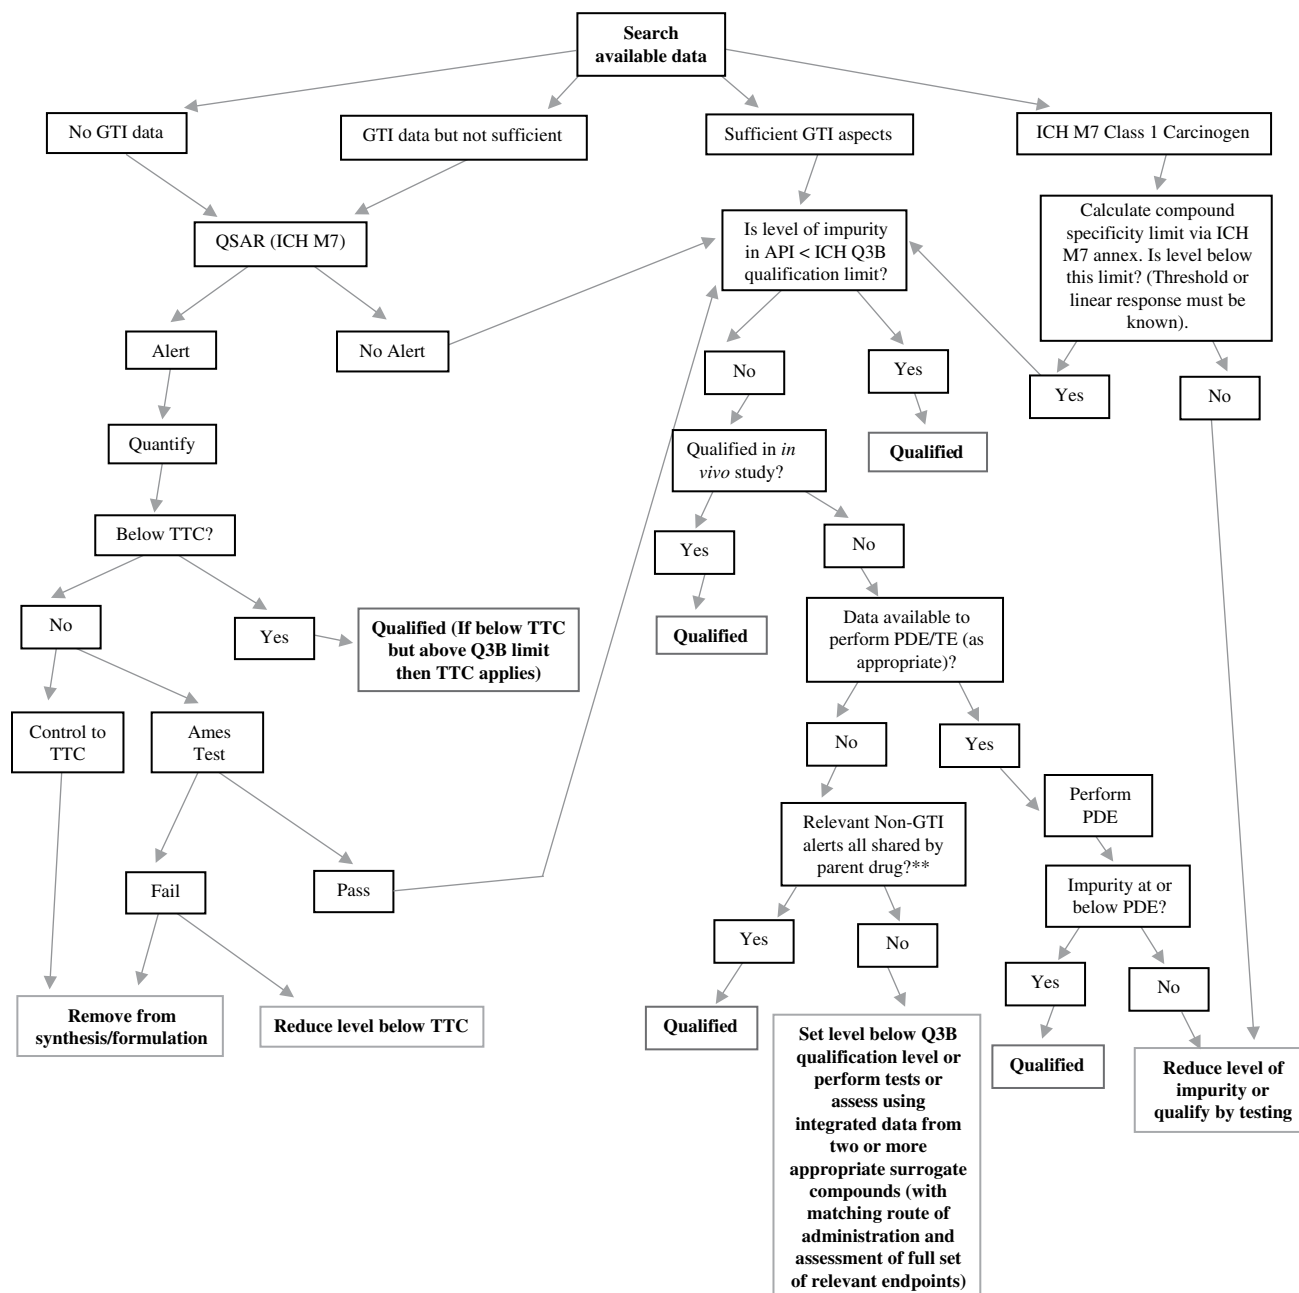 Search
available data
No GTI data
GTI data but not sufficient
Sufficient GTI aspects
ICH M7 Class 1 Carcinogen
QSAR (ICH M7)
Is level of impurity
in API < ICH Q3B
qualification limit?
Calculate compound
specificity limit via ICH
M7 annex. Is level below
this limit? (Threshold or
linear response must be
known).
Alert
No Alert
No
Yes
Yes
No
Quantify
Qualified in in
vivo study?
Qualified
Below TTC?
Yes
No
No
Yes
Qualified (If below TTC
but above Q3B limit
then TTC applies)
Qualified
Data available to
perform PDE/TE (as
appropriate)?
Control to
TTC
Ames
Test
No
Yes
Relevant Non-GTI
alerts all shared by
parent drug?**
Perform
PDE
Fail
Pass
Impurity at or
below PDE?
Yes
No
Yes
No
Remove from
synthesis/formulation
Reduce level below TTC
Qualified
Set level below Q3B
qualification level or
perform tests or
assess using
integrated data from
two or more
appropriate surrogate
compounds (with
matching route of
administration and
assessment of full set
of relevant endpoints)
Qualified
Reduce level of
impurity or
qualify by testing